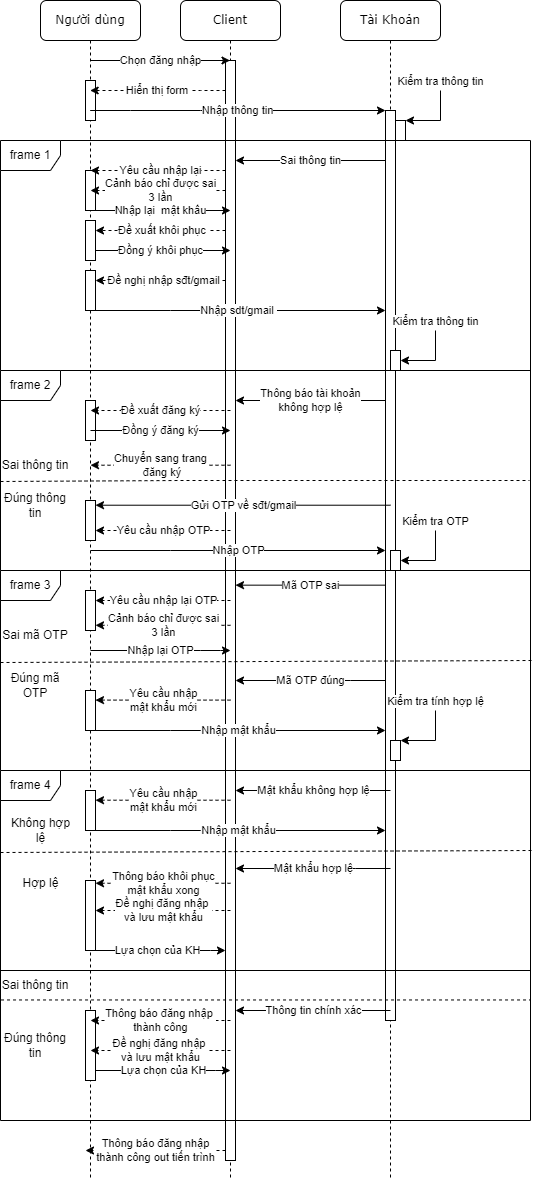 Người dùng
Client
Tài Khoản
Chọn đăng nhập
Kiểm tra thông tin
Hiển thị form
Nhập thông tin
frame 1
Sai thông tin
Yêu cầu nhập lại
Cảnh báo chỉ được sai
3 lần
Nhập lại mật khẩu
Đề xuất khôi phục
Đồng ý khôi phục
Đề nghị nhập sđt/gmail
Nhập sdt/gmail
Kiểm tra thông tin
frame 2
Thông báo tài khoản
không hợp lệ
Đề xuất đăng ký
Đồng ý đăng ký
Sai thông tin
Chuyển sang trang
đăng ký
Đúng thông
tin
Gửi OTP về sđt/gmail
Kiểm tra OTP
Yêu cầu nhập OTP
Nhập OTP
frame 3
Mã OTP sai
Yêu cầu nhập lại OTP
Sai mã OTP
Cảnh báo chỉ được sai
3 lần
Nhập lại OTP
Đúng mã
OTP
Mã OTP đúng
Yêu cầu nhập
mật khẩu mới
Kiểm tra tính hợp lệ
Nhập mật khẩu
frame 4
Mật khẩu không hợp lệ
Yêu cầu nhập
mật khẩu mới
Không hợp
lệ
Nhập mật khẩu
Mật khẩu hợp lệ
Hợp lệ
Thông báo khôi phục
mật khẩu xong
Đề nghị đăng nhập
và lưu mật khẩu
Lựa chọn của KH
Sai thông tin
Thông tin chính xác
Thông báo đăng nhập
thành công
Đúng thông
tin
Đề nghị đăng nhập
và lưu mật khẩu
Lựa chọn của KH
Thông báo đăng nhập
thành công out tiến trình